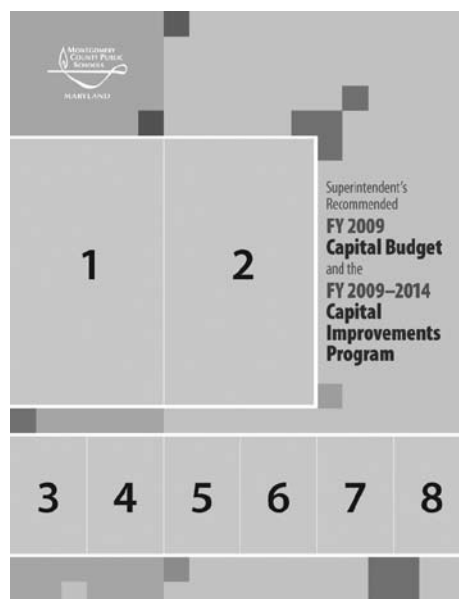 MONTGOMERY
COUNTY PUBLIC
SCHOOLS
MARYLAND
Superintendent's
Recommended
FY 2009
Capital Budget
and the
FY 2009–2014
Capital
Improvements
Program
1 2
3 4 5 6 7 8